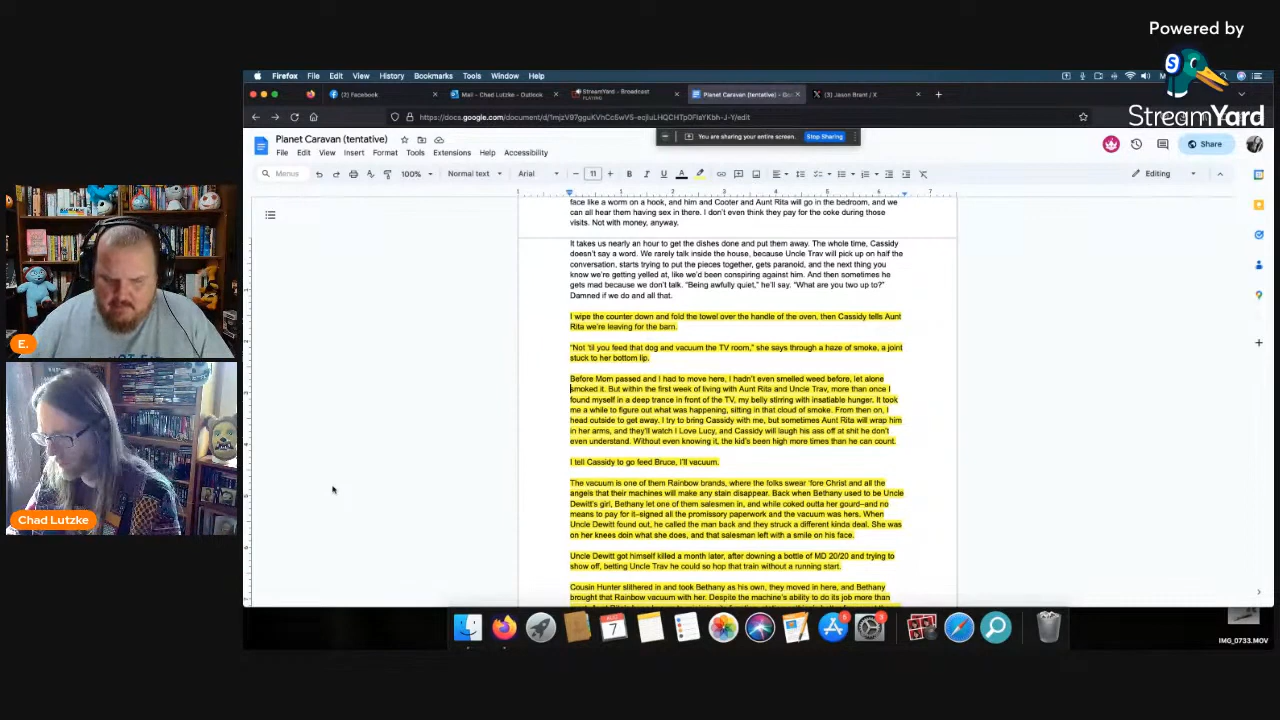 Powered by
StreamYard
Firefox File Edit View History Bookmarks Tools Window Help
(2) Facebook
Mail - Chad Lutzke - Outlook
StreamYard - Broadcast
PLAYING
Planet Caravan (tentative) - Goo
(3) Jason Brant / X
You are sharing your entire screen. Stop Sharing
Planet Caravan (tentative)
Share
File Edit View Insert Format Tools Extensions Help Accessibility
Menus 100% Normal text Arial 11 Editing
face like a worm on a hook, and him and Cooter and Aunt Rita will go in the bedroom, and we
can all hear them having sex in there. I don't even think they pay for the coke during those
visits. Not with money, anyway.
It takes us nearly an hour to get the dishes done and put them away. The whole time, Cassidy
doesn't say a word. We rarely talk inside the house, because Uncle Trav will pick up on half the
conversation, starts trying to put the pieces together, gets paranoid, and the next thing you
know we're getting yelled at, like we'd been conspiring against him. And then sometimes he
gets mad because we don't talk. "Being awfully quiet," he'll say. "What are you two up to?"
Damned if we do and all that.
I wipe the counter down and fold the towel over the handle of the oven, then Cassidy tells Aunt
Rita we're leaving for the barn.
"Not 'til you feed that dog and vacuum the TV room," she says through a haze of smoke, a joint
stuck to her bottom lip.
Before Mom passed and I had to move here, I hadn't even smelled weed before, let alone
smoked it. But within the first week of living with Aunt Rita and Uncle Trav, more than once I
found myself in a deep trance in front of the TV, my belly stirring with insatiable hunger. It took
me a while to figure out what was happening, sitting in that cloud of smoke. From then on, I
head outside to get away. I try to bring Cassidy with me, but sometimes Aunt Rita will wrap him
in her arms, and they'll watch I Love Lucy, and Cassidy will laugh his ass off at shit he don't
even understand. Without even knowing it, the kid's been high more times than he can count.
I tell Cassidy to go feed Bruce, I'll vacuum.
The vacuum is one of them Rainbow brands, where the folks swear 'fore Christ and all the
angels that their machines will make any stain disappear. Back when Bethany used to be Uncle
Dewitt's girl, Bethany let one of them salesmen in, and while coked outta her gourd–and no
means to pay for it–signed all the promissory paperwork and the vacuum was hers. When
Uncle Dewitt found out, he called the man back and they struck a different kinda deal. She was
on her knees doin what she does, and that salesman left with a smile on his face.
Uncle Dewitt got himself killed a month later, after downing a bottle of MD 20/20 and trying to
show off, betting Uncle Trav he could so hop that train without a running start.
Cousin Hunter slithered in and took Bethany as his own, they moved in here, and Bethany
brought that Rainbow vacuum with her. Despite the machine's ability to do its job more than
E.
Chad Lutzke
IMG_0733.MOV